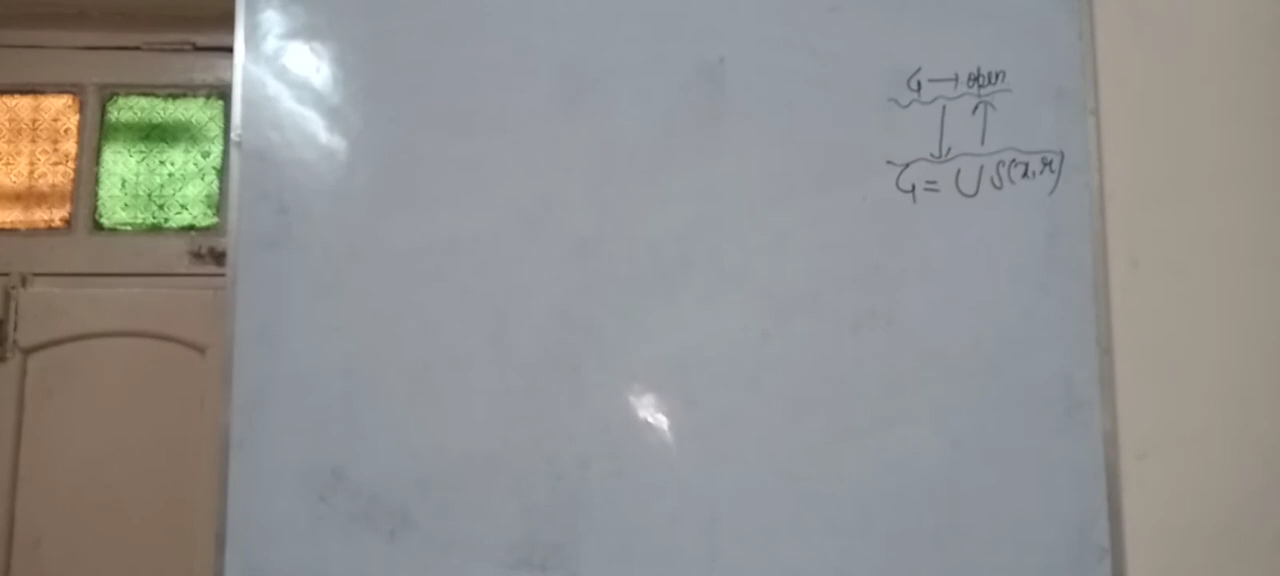 G → open
↓ ↑
G = ∪ S(x,r)